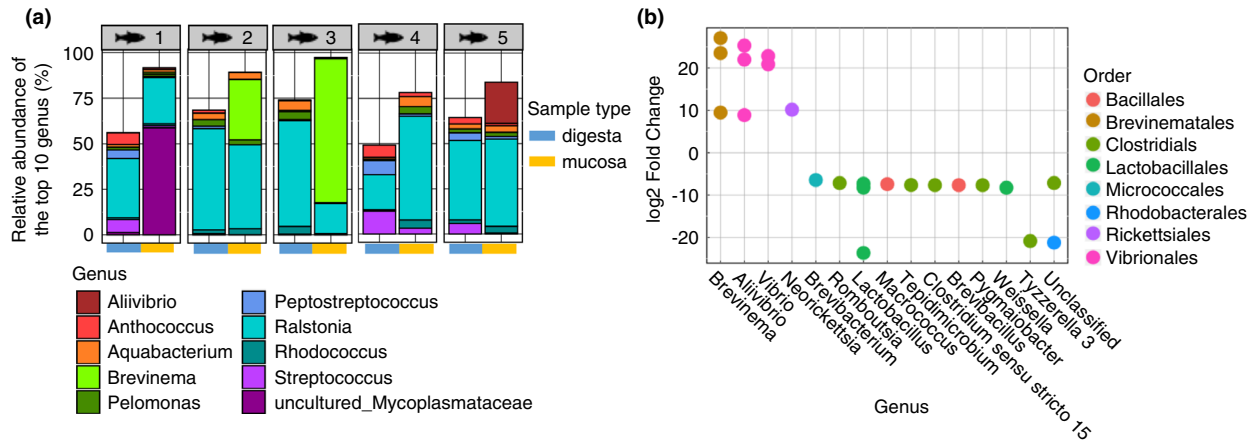 (a)
1
2
3
4
5
Relative abundance of
the top 10 genus (%)
100
75
50
25
0
Sample type
digesta
mucosa
Genus
Aliivibrio
Anthococcus
Aquabacterium
Brevinema
Pelomonas
Peptostreptococcus
Ralstonia
Rhodococcus
Streptococcus
uncultured_Mycoplasmataceae
(b)
log2 Fold Change
20
10
0
-10
-20
Brevinema
Aliivibrio
Vibrio
Neorickettsia
Brevibacterium
Romboutsia
Lactobacillus
Macrococcus
Tepidimicrobium
Clostridium sensu stricto 15
Brevibacillus
Pygmaiobacter
Weissella
Tyzzerella 3
Unclassified
Genus
Order
Bacillales
Brevinematales
Clostridials
Lactobacillales
Micrococcales
Rhodobacterales
Rickettsiales
Vibrionales